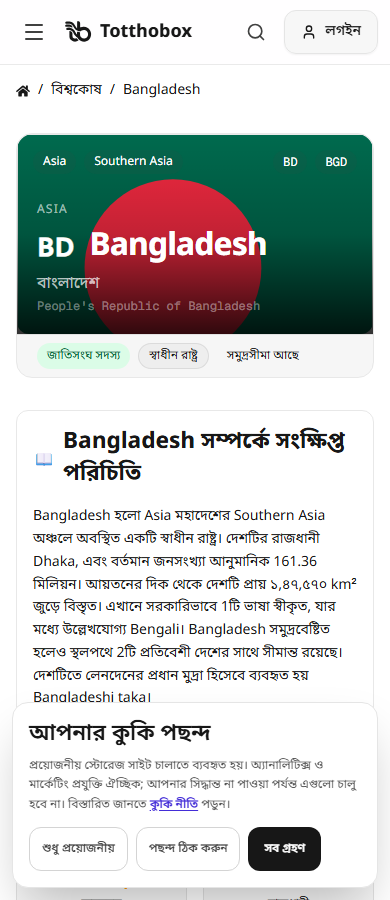 Totthobox
লগইন
/ বিশ্বকোষ / Bangladesh
Asia Southern Asia BD BGD
ASIA
BD Bangladesh
বাংলাদেশ
People's Republic of Bangladesh
জাতিসংঘ সদস্য স্বাধীন রাষ্ট্র সমুদ্রসীমা আছে
Bangladesh সম্পর্কে সংক্ষিপ্ত
পরিচিতি
Bangladesh হলো Asia মহাদেশের Southern Asia
অঞ্চলে অবস্থিত একটি স্বাধীন রাষ্ট্র। দেশটির রাজধানী
Dhaka, এবং বর্তমান জনসংখ্যা আনুমানিক 161.36
মিলিয়ন। আয়তনের দিক থেকে দেশটি প্রায় ১,৪৭,৫৭০ km²
জুড়ে বিস্তৃত। এখানে সরকারিভাবে 1টি ভাষা স্বীকৃত, যার
মধ্যে উল্লেখযোগ্য Bengali। Bangladesh সমুদ্রবেষ্টিত
হলেও স্থলপথে 2টি প্রতিবেশী দেশের সাথে সীমান্ত রয়েছে।
দেশটিতে লেনদেনের প্রধান মুদ্রা হিসেবে ব্যবহৃত হয়
Bangladeshi taka।
আপনার কুকি পছন্দ
প্রয়োজনীয় স্টোরেজ সাইট চালাতে ব্যবহৃত হয়। অ্যানালিটিক্স ও
মার্কেটিং প্রযুক্তি ঐচ্ছিক; আপনার সিদ্ধান্ত না পাওয়া পর্যন্ত এগুলো চালু
হবে না। বিস্তারিত জানতে কুকি নীতি পড়ুন।
শুধু প্রয়োজনীয় পছন্দ ঠিক করুন সব গ্রহণ